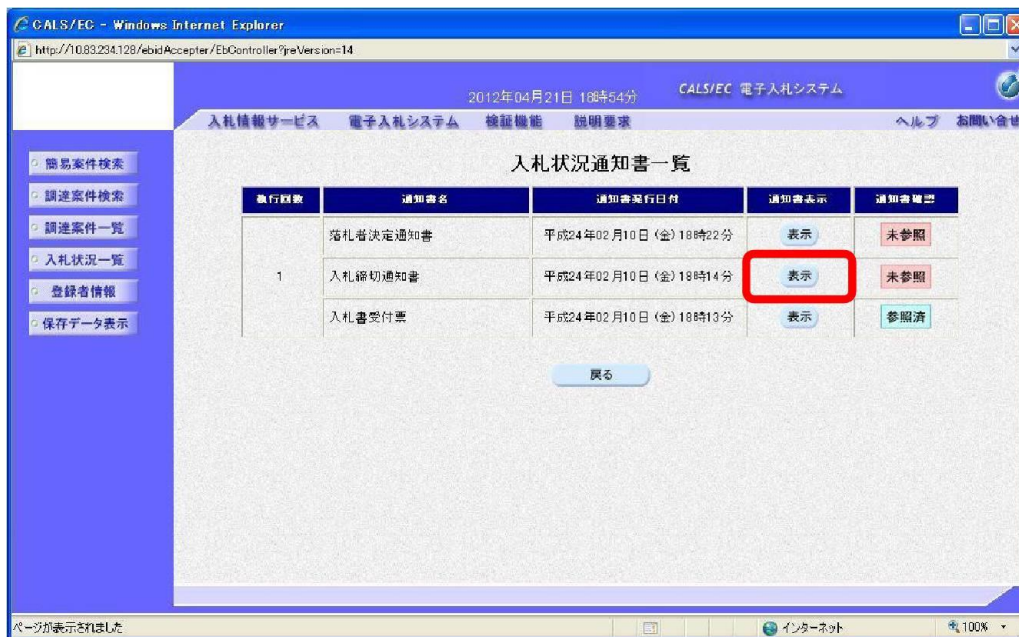 CALS/EC - Windows Internet Explorer
http://10.83.234.128/ebidAccepter/EbController?jreVersion=14
2012年04月21日 18時54分
CALS/EC 電子入札システム
入札情報サービス 電子入札システム 検証機能 説明要求 ヘルプ お問い合せ
簡易案件検索
調達案件検索
調達案件一覧
入札状況一覧
登録者情報
保存データ表示
入札状況通知書一覧
執行回数 通知書名 通知書発行日付 通知書表示 通知書確認
落札者決定通知書 平成24年02月10日 (金) 18時22分 表示 未参照
1 入札締切通知書 平成24年02月10日 (金) 18時14分 表示 未参照
入札書受付票 平成24年02月10日 (金) 18時13分 表示 参照済
戻る
ページが表示されました インターネット 100%